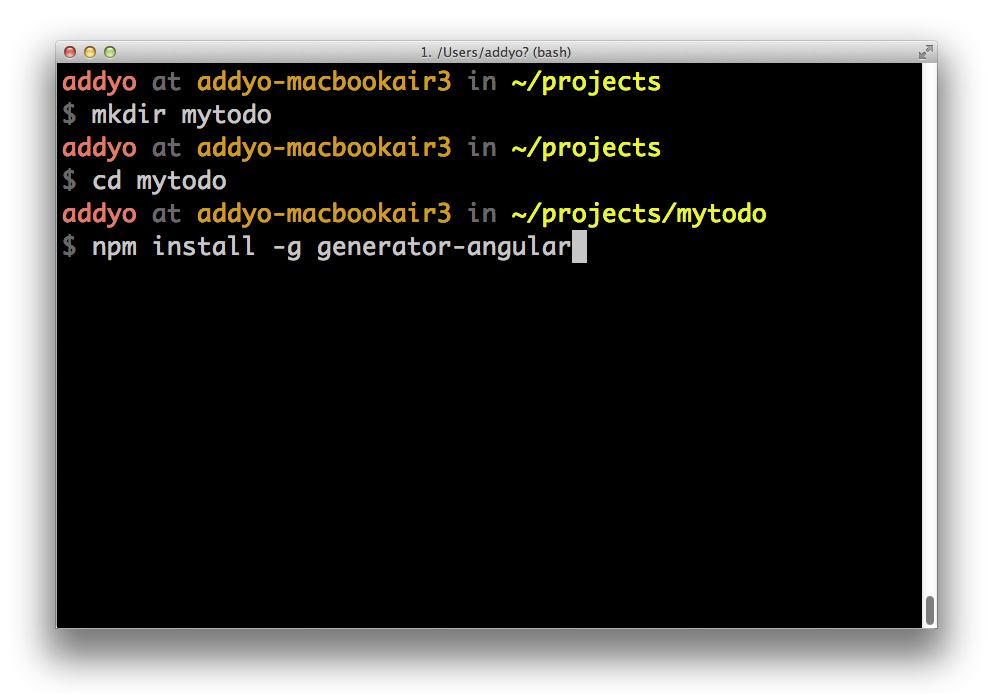 1. /Users/addyo? (bash)
addyo at addyo-macbookair3 in ~/projects
$ mkdir mytodo
addyo at addyo-macbookair3 in ~/projects
$ cd mytodo
addyo at addyo-macbookair3 in ~/projects/mytodo
$ npm install -g generator-angular